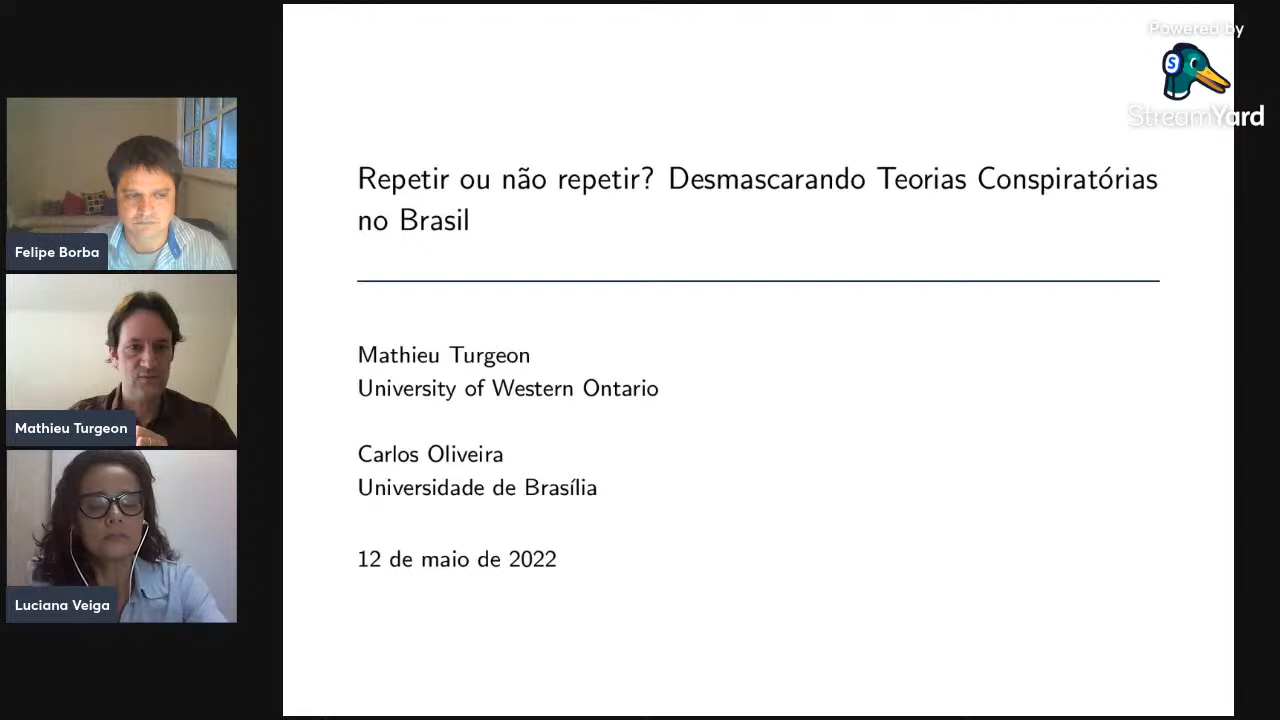 Powered by
StreamYard
Felipe Borba
Mathieu Turgeon
Luciana Veiga
Repetir ou não repetir? Desmascarando Teorias Conspiratórias
no Brasil
Mathieu Turgeon
University of Western Ontario
Carlos Oliveira
Universidade de Brasília
12 de maio de 2022